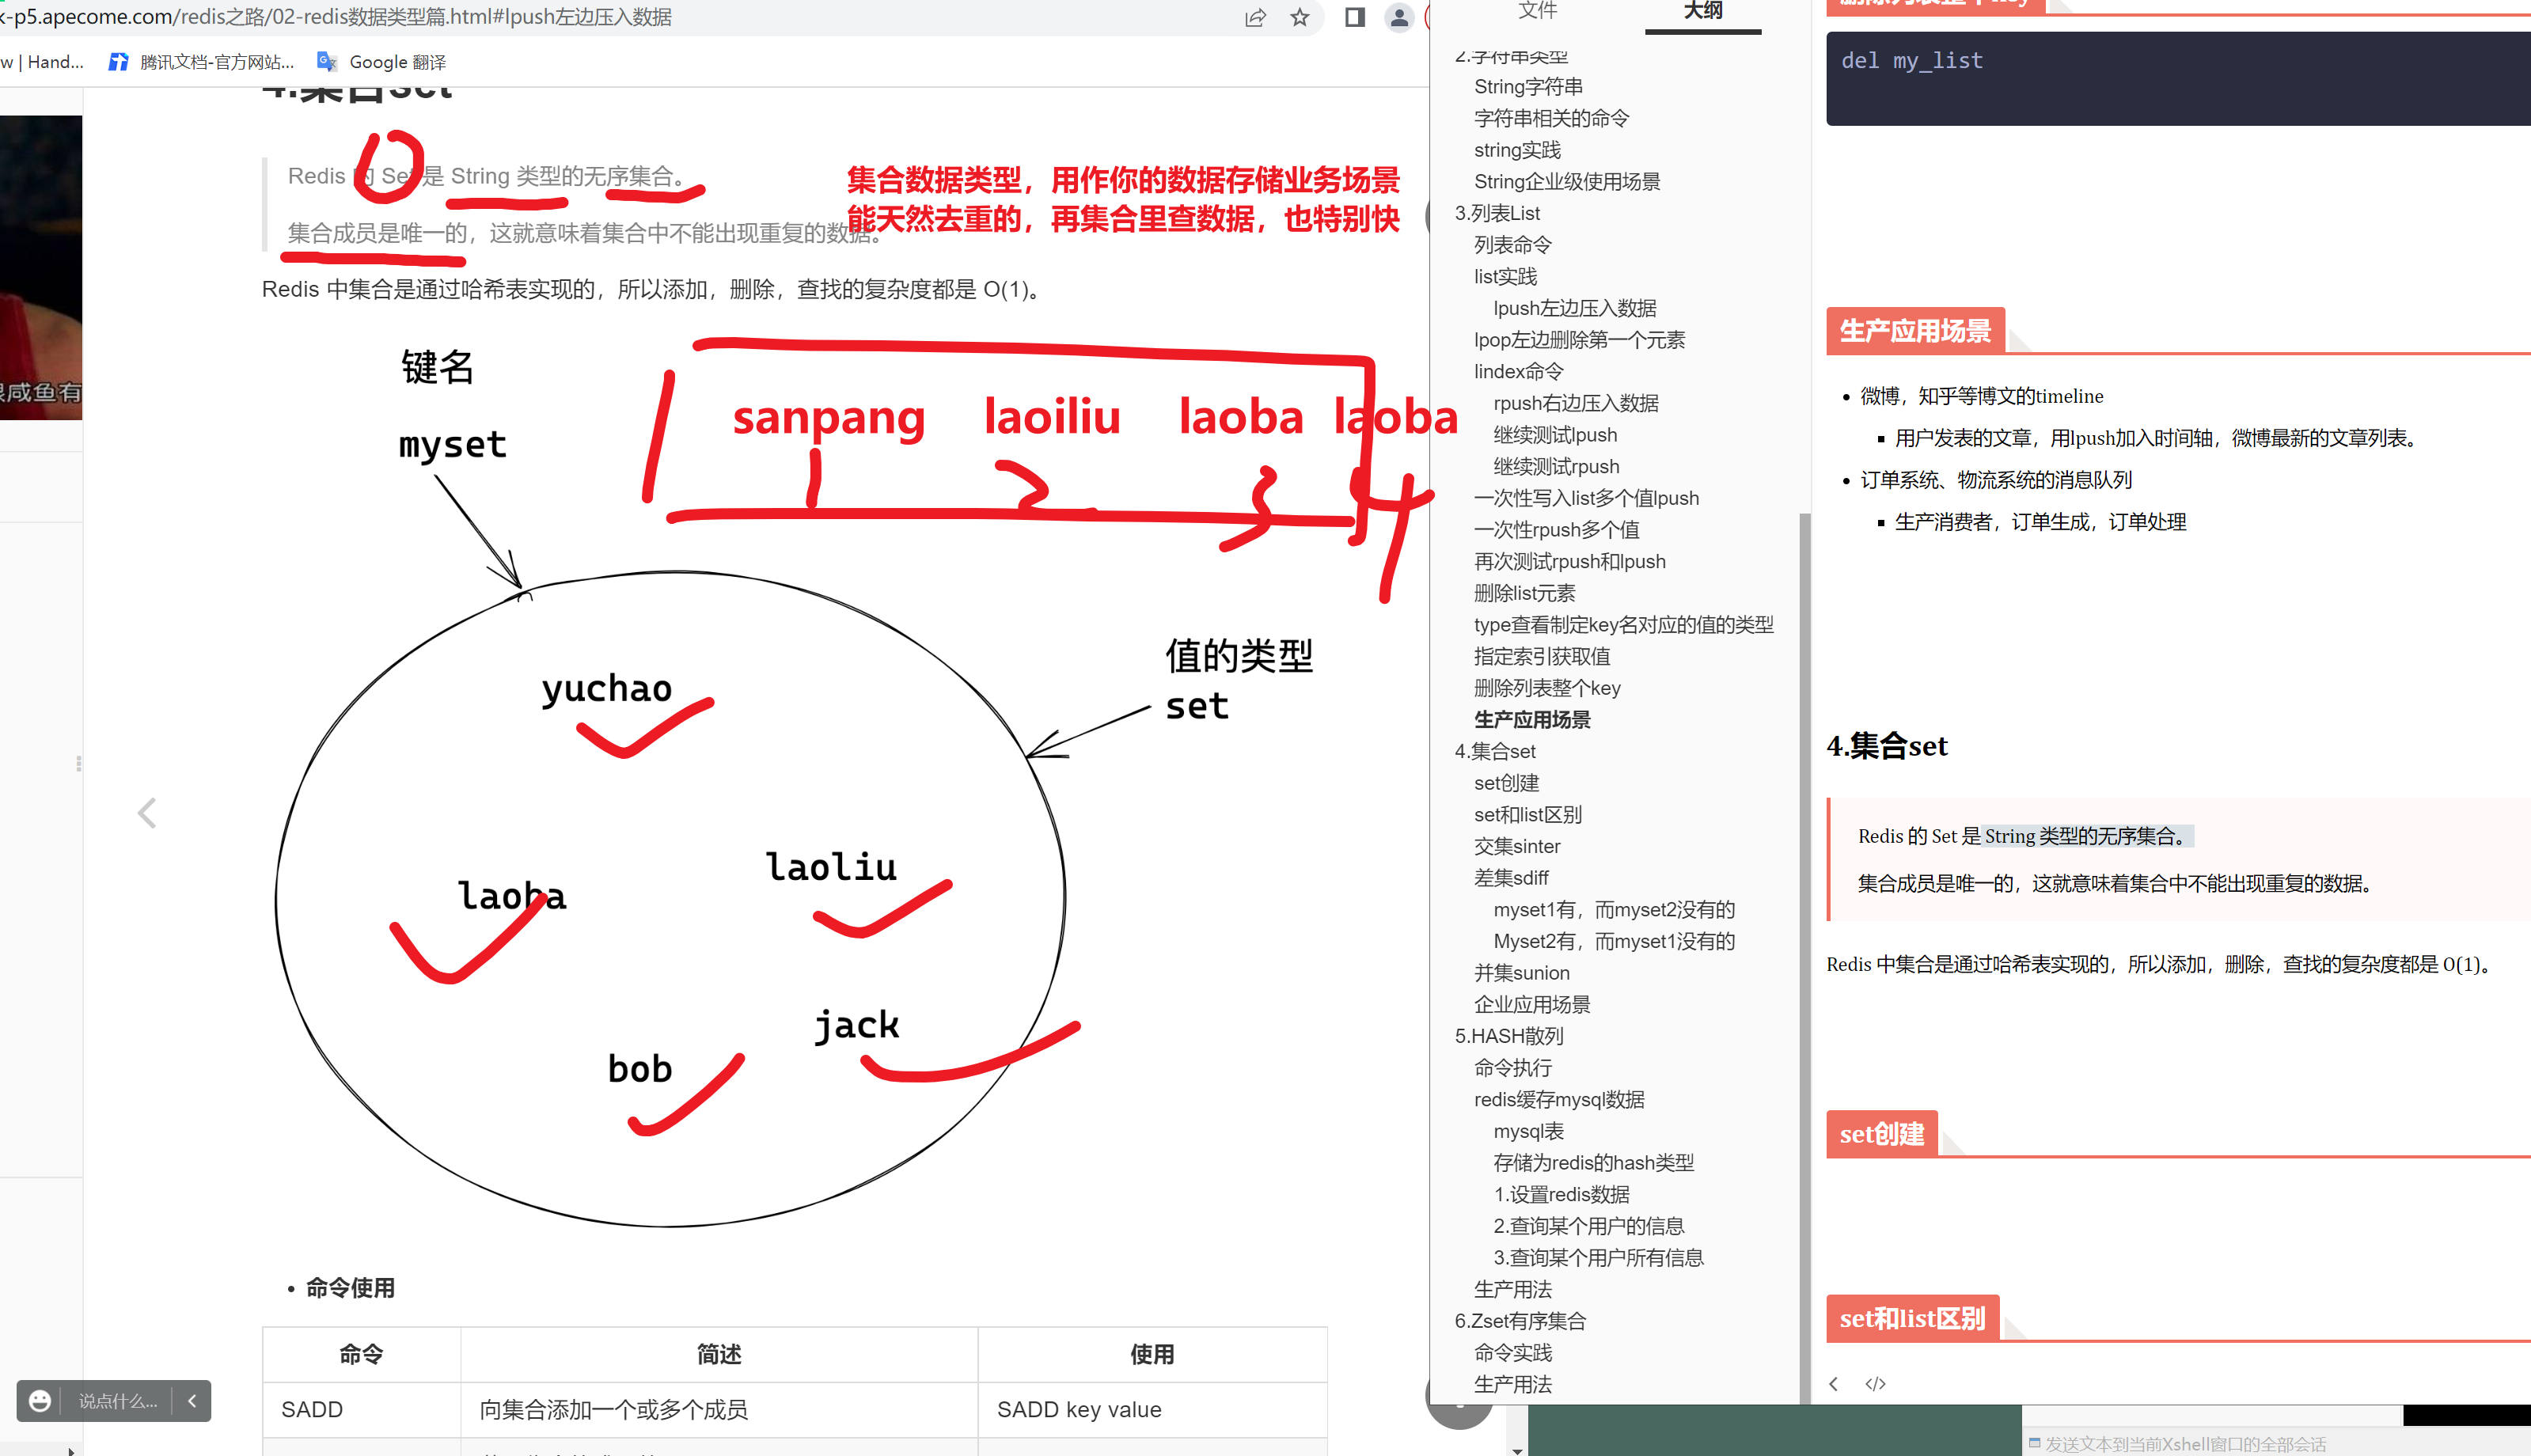 k-p5.apecome.com/redis之路/02-redis数据类型篇.html#lpush左边压入数据
w | Hand...
腾讯文档-官方网站...
Google 翻译
4.集合set
Redis 的 Set 是 String 类型的无序集合。
集合成员是唯一的，这就意味着集合中不能出现重复的数据。
集合数据类型，用作你的数据存储业务场景
能天然去重的，再集合里查数据，也特别快
Redis 中集合是通过哈希表实现的，所以添加，删除，查找的复杂度都是 O(1)。
咸鱼有
键名
myset
sanpang laoiliu laoba laoba
1 2 3 4
值的类型
set
yuchao
laoliu
laoba
jack
bob
命令使用
命令 简述 使用
SADD 向集合添加一个或多个成员 SADD key value
说点什么...
文件 大纲
2.字符串类型
String字符串
字符串相关的命令
string实践
String企业级使用场景
3.列表List
列表命令
list实践
lpush左边压入数据
lpop左边删除第一个元素
lindex命令
rpush右边压入数据
继续测试lpush
继续测试rpush
一次性写入list多个值lpush
一次性rpush多个值
再次测试rpush和lpush
删除list元素
type查看制定key名对应的值的类型
指定索引获取值
删除列表整个key
生产应用场景
4.集合set
set创建
set和list区别
交集sinter
差集sdiff
myset1有，而myset2没有的
Myset2有，而myset1没有的
并集sunion
企业应用场景
5.HASH散列
命令执行
redis缓存mysql数据
mysql表
存储为redis的hash类型
1.设置redis数据
2.查询某个用户的信息
3.查询某个用户所有信息
生产用法
6.Zset有序集合
命令实践
生产用法
删除列表整个key
del my_list
生产应用场景
微博，知乎等博文的timeline
用户发表的文章，用lpush加入时间轴，微博最新的文章列表。
订单系统、物流系统的消息队列
生产消费者，订单生成，订单处理
4.集合set
Redis 的 Set 是 String 类型的无序集合。
集合成员是唯一的，这就意味着集合中不能出现重复的数据。
Redis 中集合是通过哈希表实现的，所以添加，删除，查找的复杂度都是 O(1)。
set创建
set和list区别
发送文本到当前Xshell窗口的全部会话